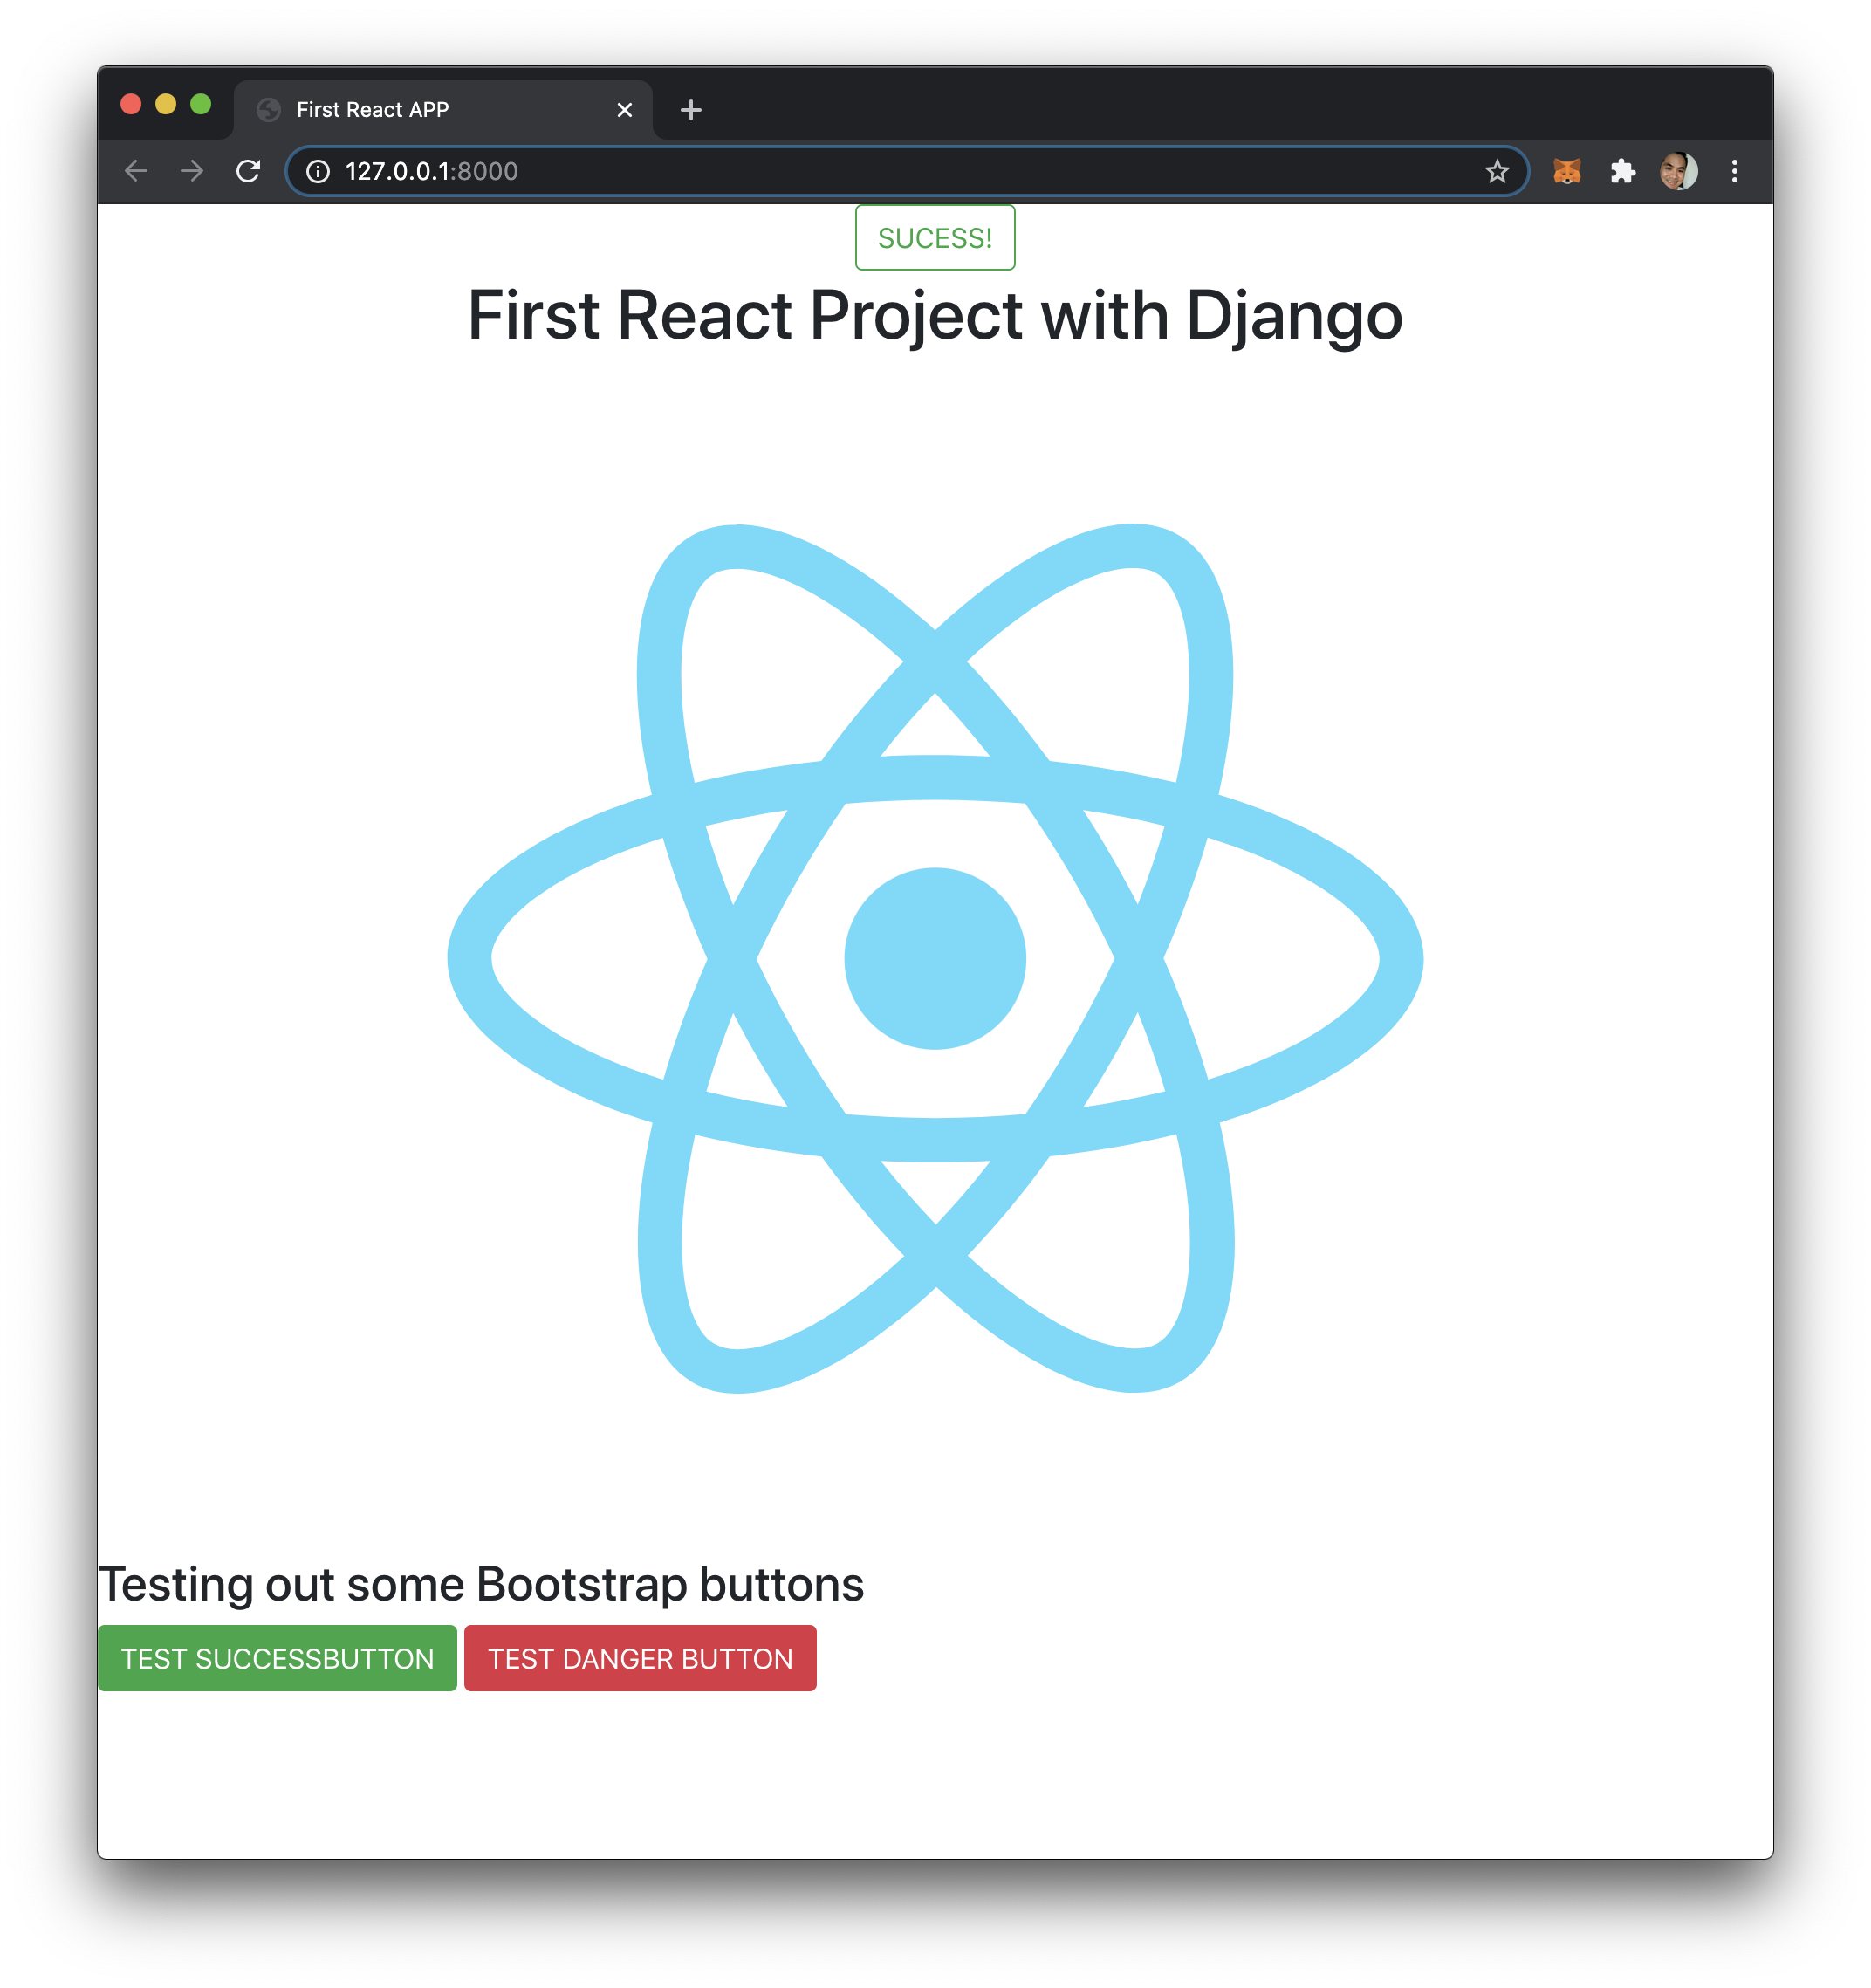 First React APP
127.0.0.1:8000
SUCESS!
First React Project with Django
Testing out some Bootstrap buttons
TEST SUCCESSBUTTON TEST DANGER BUTTON